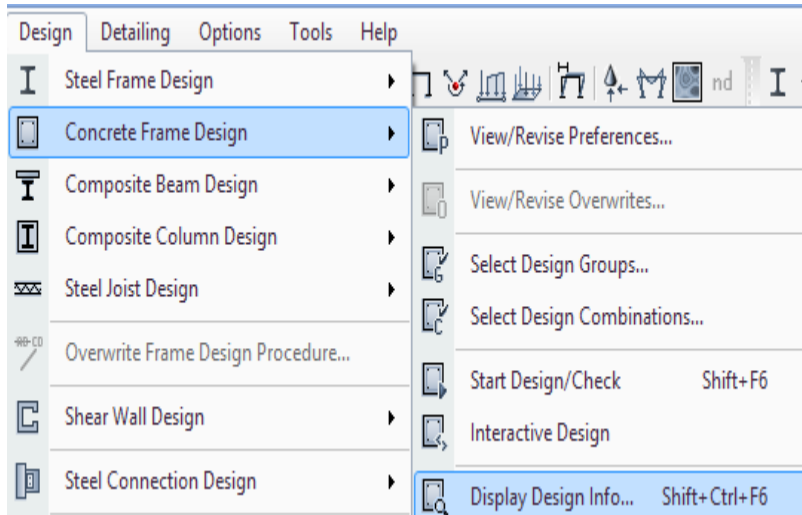 Design Detailing Options Tools Help
nd
Steel Frame Design
Concrete Frame Design
Composite Beam Design
Composite Column Design
Steel Joist Design
Overwrite Frame Design Procedure...
Shear Wall Design
Steel Connection Design
View/Revise Preferences...
View/Revise Overwrites...
Select Design Groups...
Select Design Combinations...
Start Design/Check Shift+F6
Interactive Design
Display Design Info... Shift+Ctrl+F6